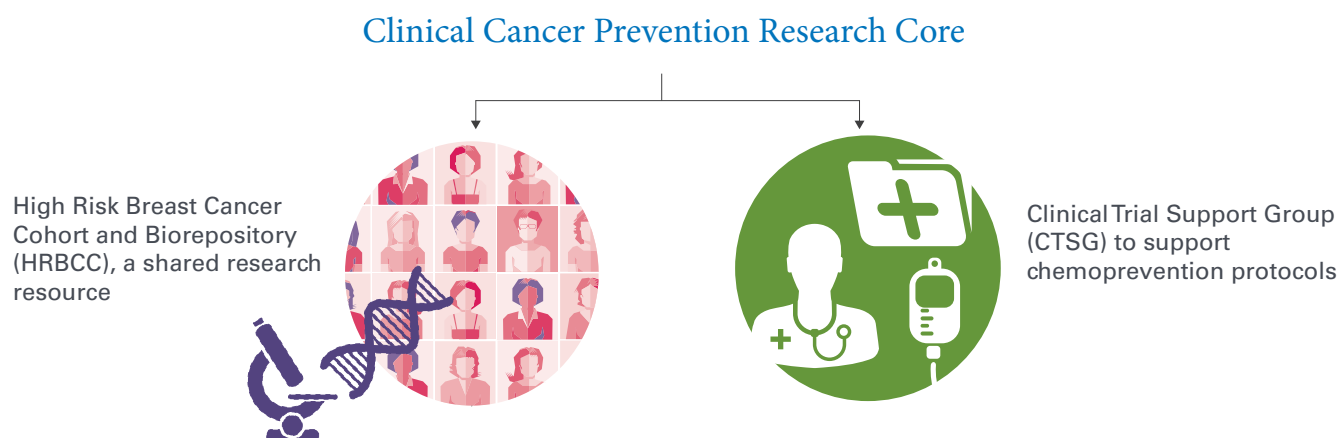 Clinical Cancer Prevention Research Core
High Risk Breast Cancer
Cohort and Biorepository
(HRBCC), a shared research
resource
Clinical Trial Support Group
(CTSG) to support
chemoprevention protocols